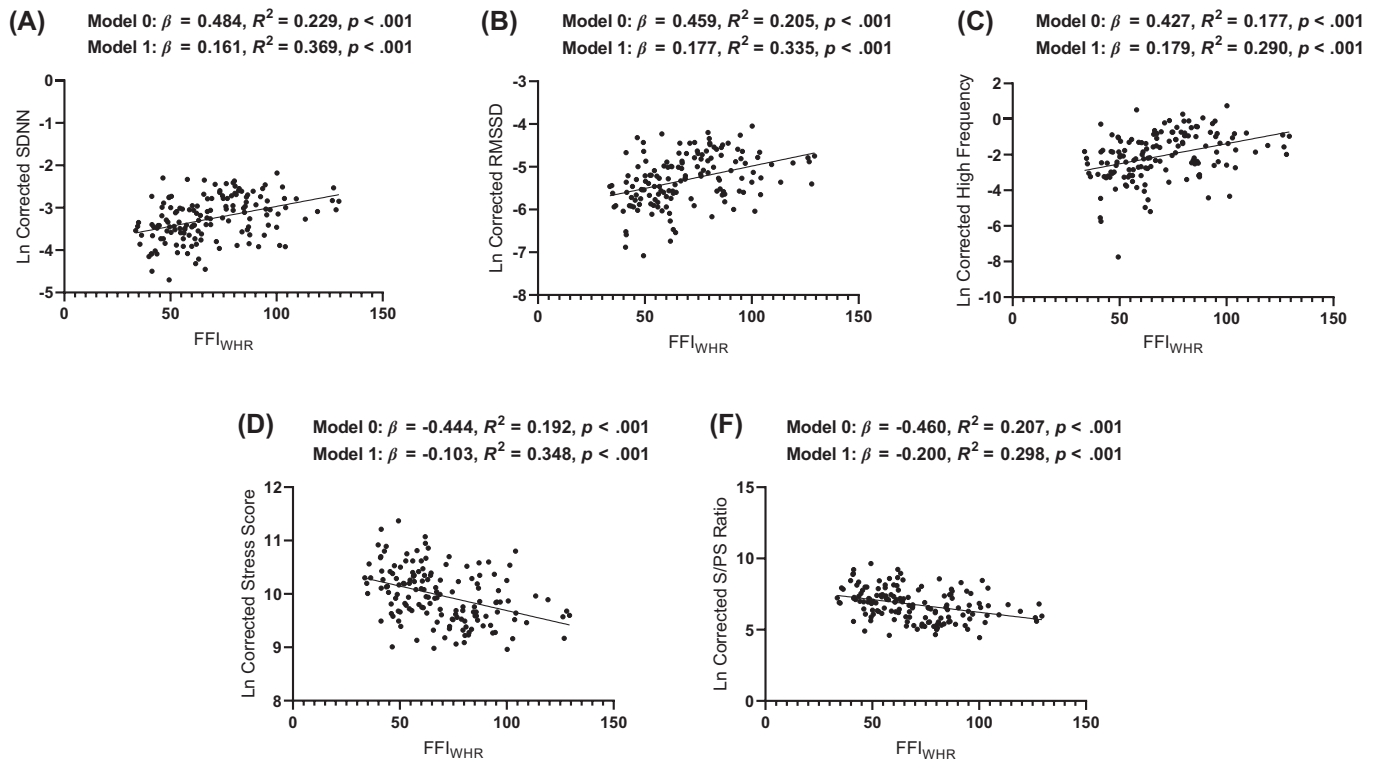 (A)
Model 0: β = 0.484, R² = 0.229, p < .001
Model 1: β = 0.161, R² = 0.369, p < .001
Ln Corrected SDNN
0
-1
-2
-3
-4
-5
0 50 100 150
FFI_WHR
(B)
Model 0: β = 0.459, R² = 0.205, p < .001
Model 1: β = 0.177, R² = 0.335, p < .001
Ln Corrected RMSSD
-3
-4
-5
-6
-7
-8
0 50 100 150
FFI_WHR
(C)
Model 0: β = 0.427, R² = 0.177, p < .001
Model 1: β = 0.179, R² = 0.290, p < .001
Ln Corrected High Frequency
2
0
-2
-4
-6
-8
-10
0 50 100 150
FFI_WHR
(D)
Model 0: β = -0.444, R² = 0.192, p < .001
Model 1: β = -0.103, R² = 0.348, p < .001
Ln Corrected Stress Score
12
11
10
9
8
0 50 100 150
FFI_WHR
(F)
Model 0: β = -0.460, R² = 0.207, p < .001
Model 1: β = -0.200, R² = 0.298, p < .001
Ln Corrected S/PS Ratio
15
10
5
0
0 50 100 150
FFI_WHR